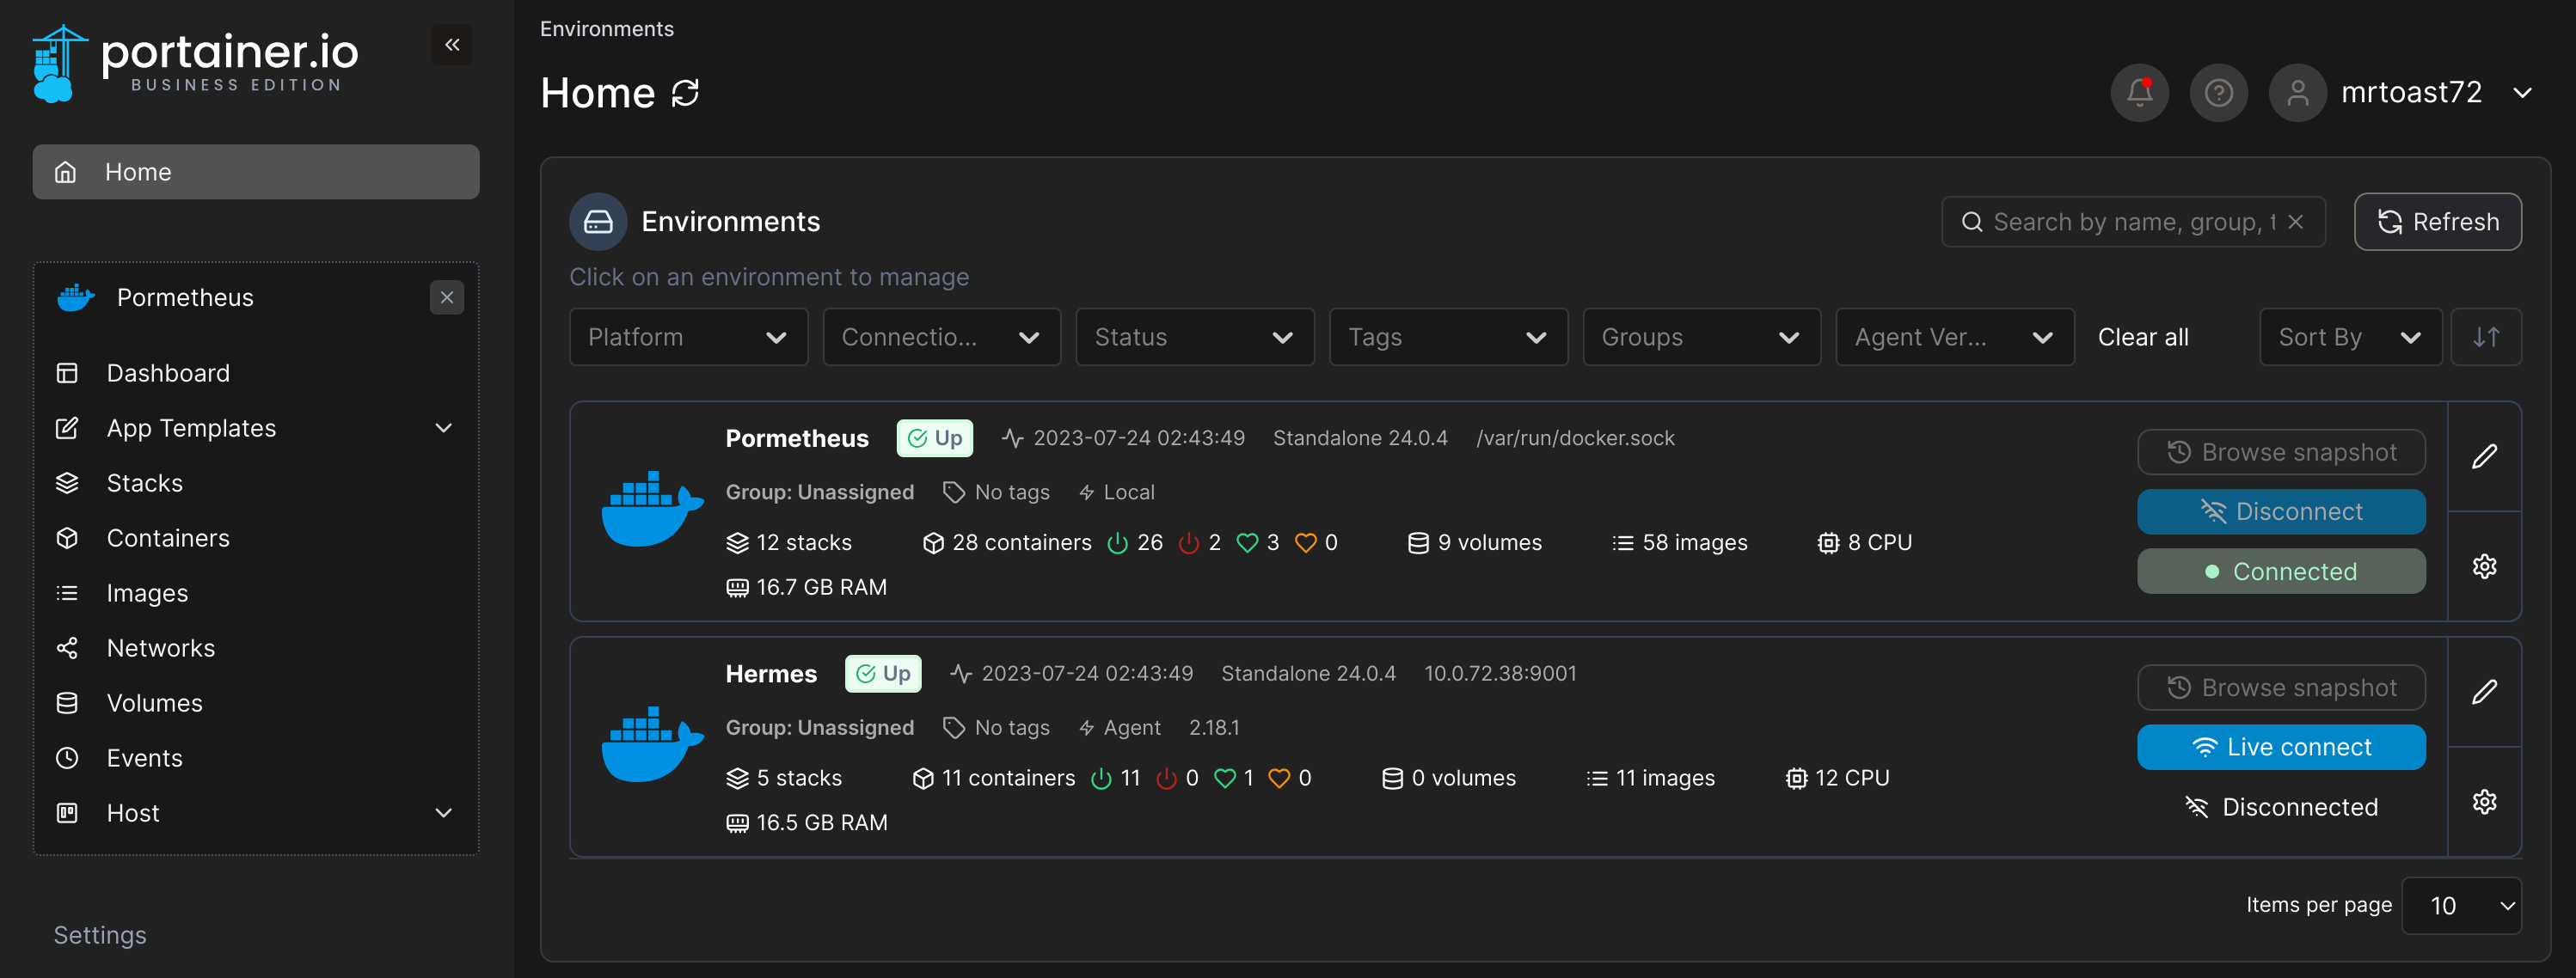 portainer.io
BUSINESS EDITION
Home
Pormetheus
Dashboard
App Templates
Stacks
Containers
Images
Networks
Volumes
Events
Host
Settings
Environments
Home
mrtoast72
Environments
Search by name, group, t
Refresh
Click on an environment to manage
Platform Connectio... Status Tags Groups Agent Ver... Clear all Sort By
Pormetheus Up 2023-07-24 02:43:49 Standalone 24.0.4 /var/run/docker.sock
Group: Unassigned No tags Local
12 stacks 28 containers 26 2 3 0 9 volumes 58 images 8 CPU
16.7 GB RAM
Browse snapshot
Disconnect
Connected
Hermes Up 2023-07-24 02:43:49 Standalone 24.0.4 10.0.72.38:9001
Group: Unassigned No tags Agent 2.18.1
5 stacks 11 containers 11 0 1 0 0 volumes 11 images 12 CPU
16.5 GB RAM
Browse snapshot
Live connect
Disconnected
Items per page 10